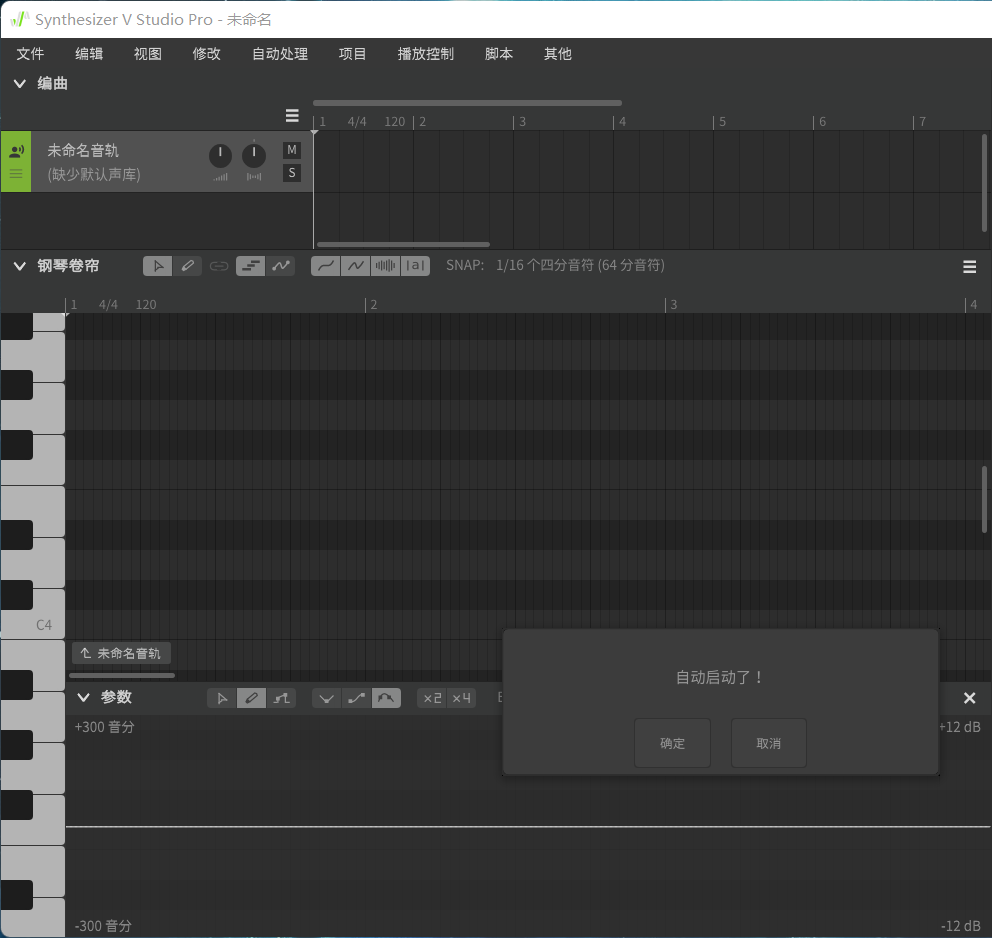 Synthesizer V Studio Pro - 未命名
文件 编辑 视图 修改 自动处理 项目 播放控制 脚本 其他
编曲
1 4/4 120 2 3 4 5 6 7
未命名音轨 M
(缺少默认声库) S
钢琴卷帘 |a| SNAP: 1/16 个四分音符 (64 分音符)
1 4/4 120 2 3 4
C4
未命名音轨
自动启动了！
参数 ×2 ×4
+300 音分 +12 dB
确定 取消
-300 音分 -12 dB